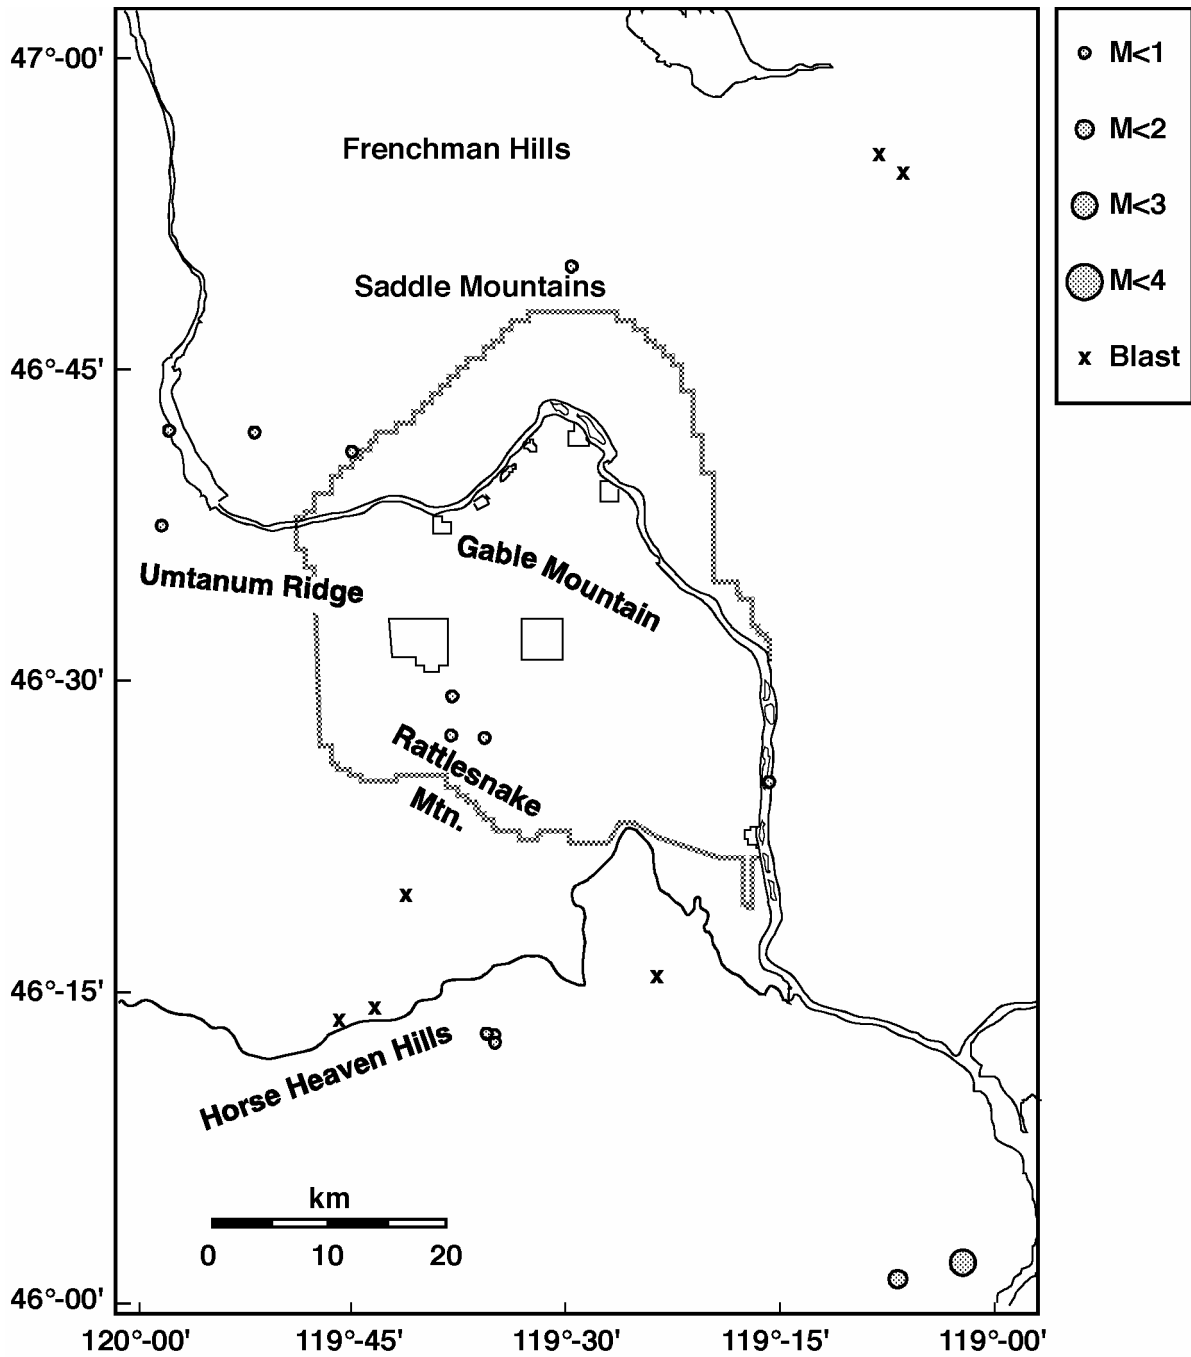 47°-00'
M<1
M<2
Frenchman Hills
x
x
M<3
Saddle Mountains
M<4
46°-45'
x Blast
Gable Mountain
Umtanum Ridge
46°-30'
Rattlesnake
Mtn.
x
x
46°-15'
x
x
Horse Heaven Hills
km
0 10 20
46°-00'
120°-00' 119°-45' 119°-30' 119°-15' 119°-00'